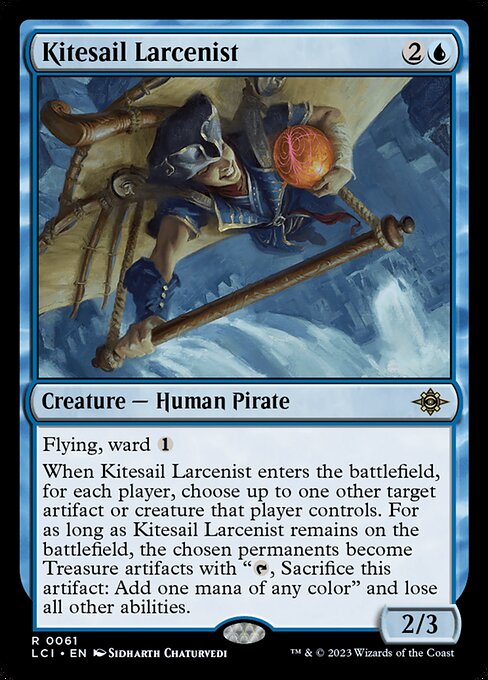 Kitesail Larcenist 2
Creature — Human Pirate
Flying, ward 1
When Kitesail Larcenist enters the battlefield,
for each player, choose up to one other target
artifact or creature that player controls. For
as long as Kitesail Larcenist remains on the
battlefield, the chosen permanents become
Treasure artifacts with “, Sacrifice this
artifact: Add one mana of any color” and lose
all other abilities.
2/3
R 0061
LCI • EN SIDHARTH CHATURVEDI ™ & © 2023 Wizards of the Coast